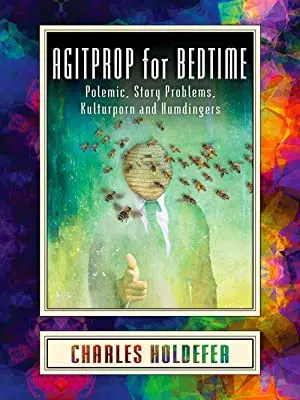 AGITPROP for BEDTIME
Polemic, Story Problems,
Kulturporn and Humdingers
CHARLES HOLDEFER